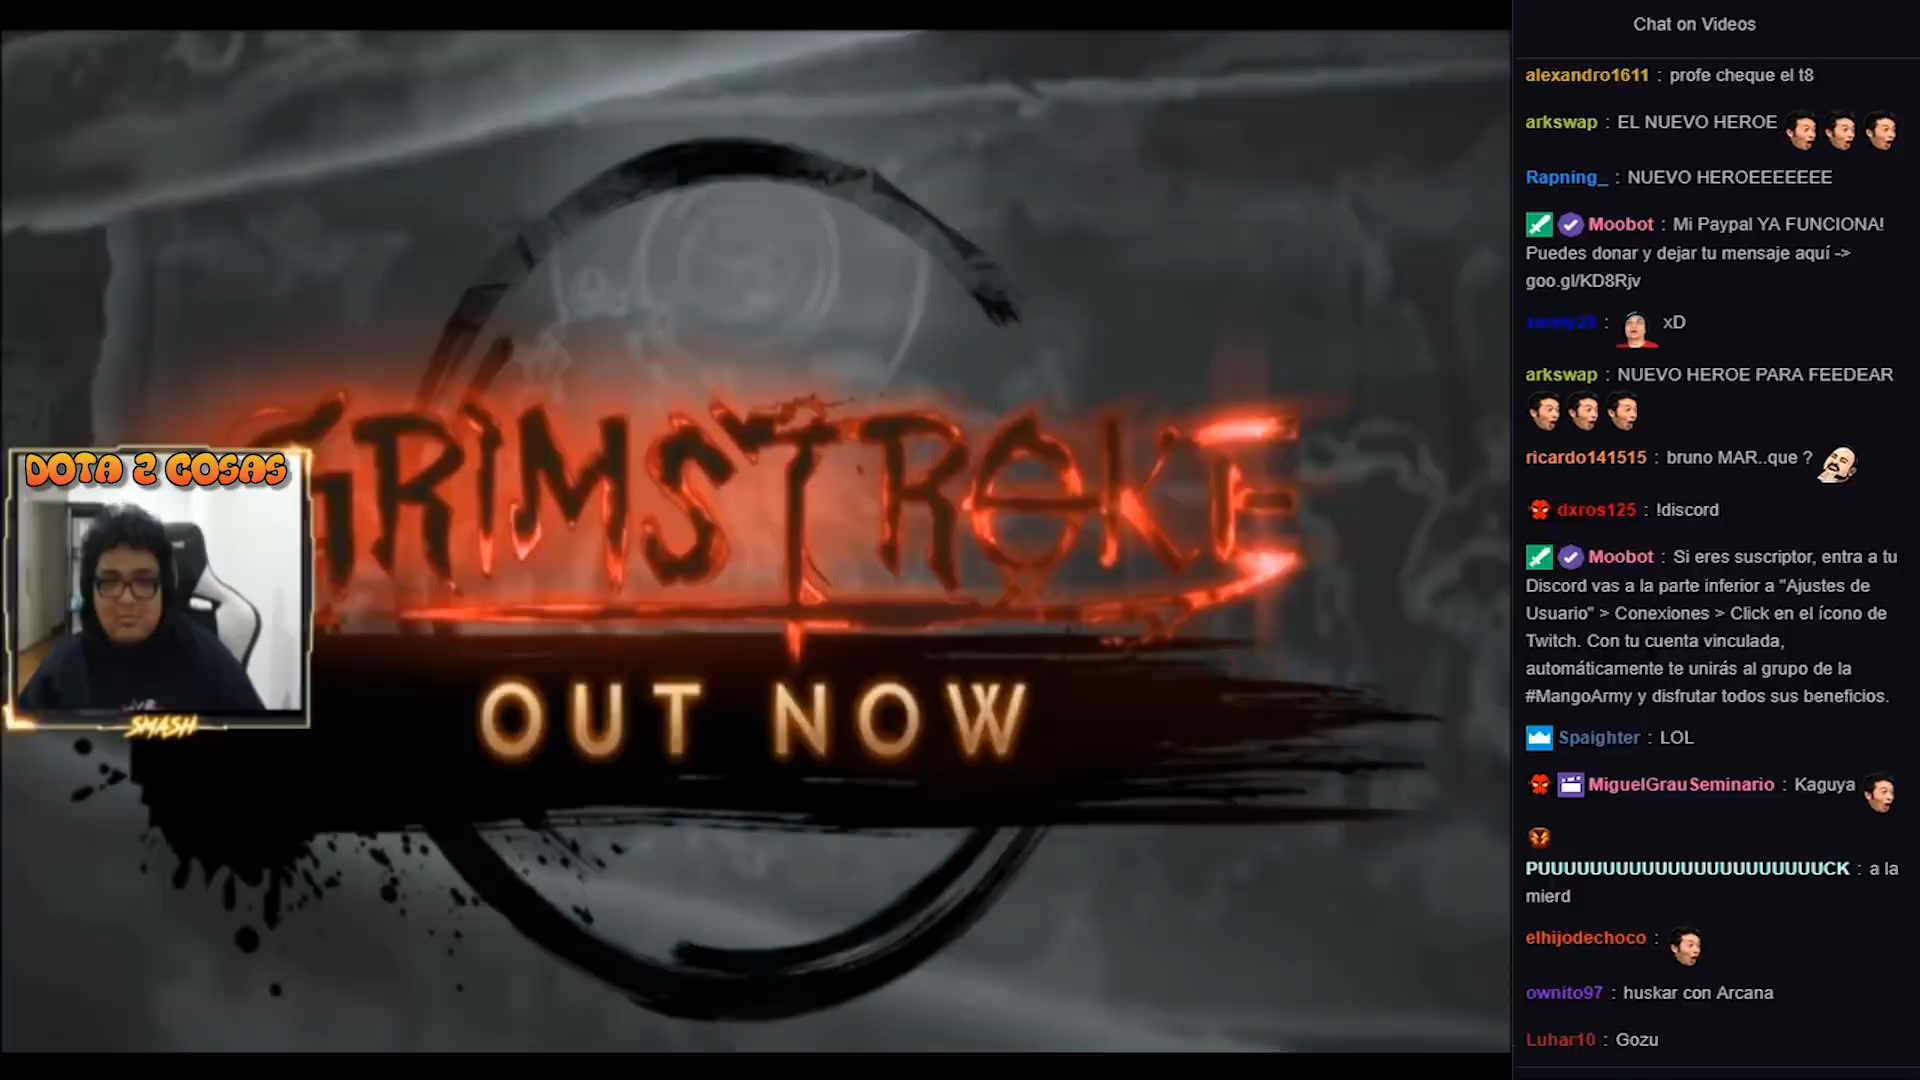 GRIMSTROKE
OUT NOW
DOTA 2 COSAS
SMASH
Chat on Videos
alexandro1611 : profe cheque el t8
arkswap : EL NUEVO HEROE
Rapning_ : NUEVO HEROEEEEEEE
Moobot : Mi Paypal YA FUNCIONA!
Puedes donar y dejar tu mensaje aquí ->
goo.gl/KD8Rjv
: xD
arkswap : NUEVO HEROE PARA FEEDEAR
ricardo141515 : bruno MAR..que ?
dxros125 : !discord
Moobot : Si eres suscriptor, entra a tu
Discord vas a la parte inferior a "Ajustes de
Usuario" > Conexiones > Click en el ícono de
Twitch. Con tu cuenta vinculada,
automáticamente te unirás al grupo de la
#MangoArmy y disfrutar todos sus beneficios.
Spaighter : LOL
MiguelGrauSeminario : Kaguya
PUUUUUUUUUUUUUUUUUUUUUUCK : a la
mierd
elhijodechoco :
ownito97 : huskar con Arcana
Luhar10 : Gozu